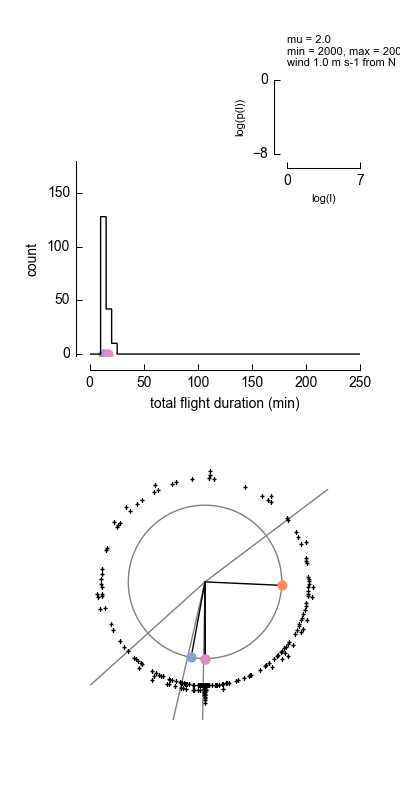 mu = 2.0
min = 2000, max = 200
wind 1.0 m s-1 from N
0
log(p(l))
−8
0 7
log(l)
150
100
50
0
count
0 50 100 150 200 250
total flight duration (min)